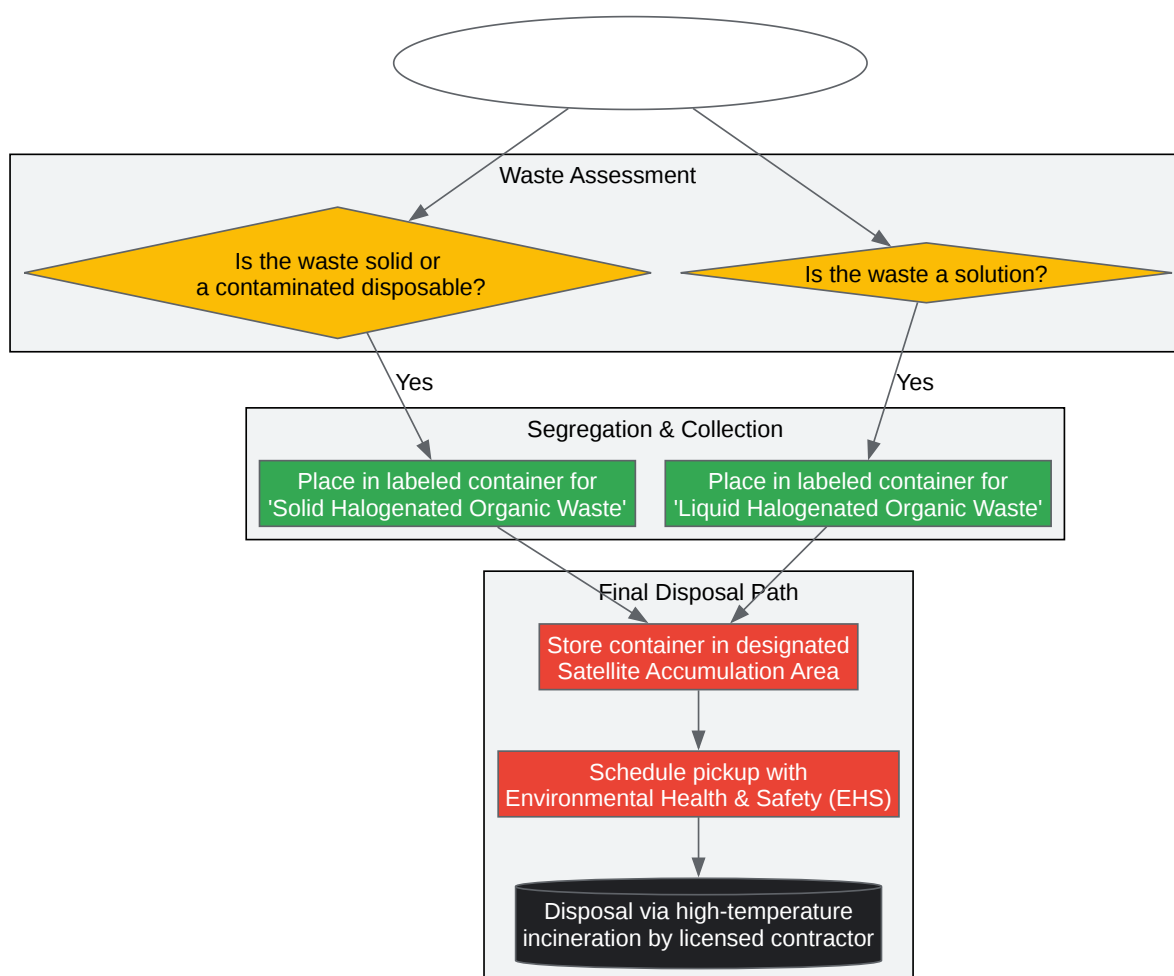 Waste Assessment
Is the waste solid or
a contaminated disposable?
Is the waste a solution?
Yes
Yes
Segregation & Collection
Place in labeled container for
'Solid Halogenated Organic Waste'
Place in labeled container for
'Liquid Halogenated Organic Waste'
Final Disposal Path
Store container in designated
Satellite Accumulation Area
Schedule pickup with
Environmental Health & Safety (EHS)
Disposal via high-temperature
incineration by licensed contractor